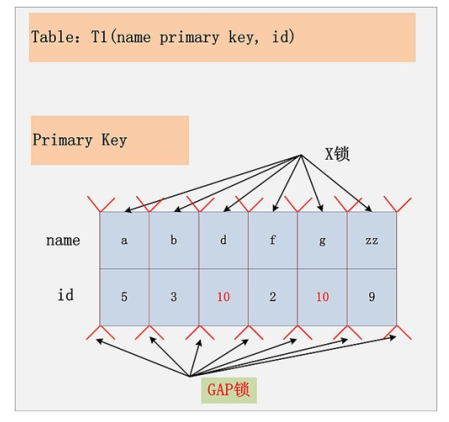 Table: T1(name primary key, id)
Primary Key
X锁
name a b d f g zz
id 5 3 10 2 10 9
GAP锁